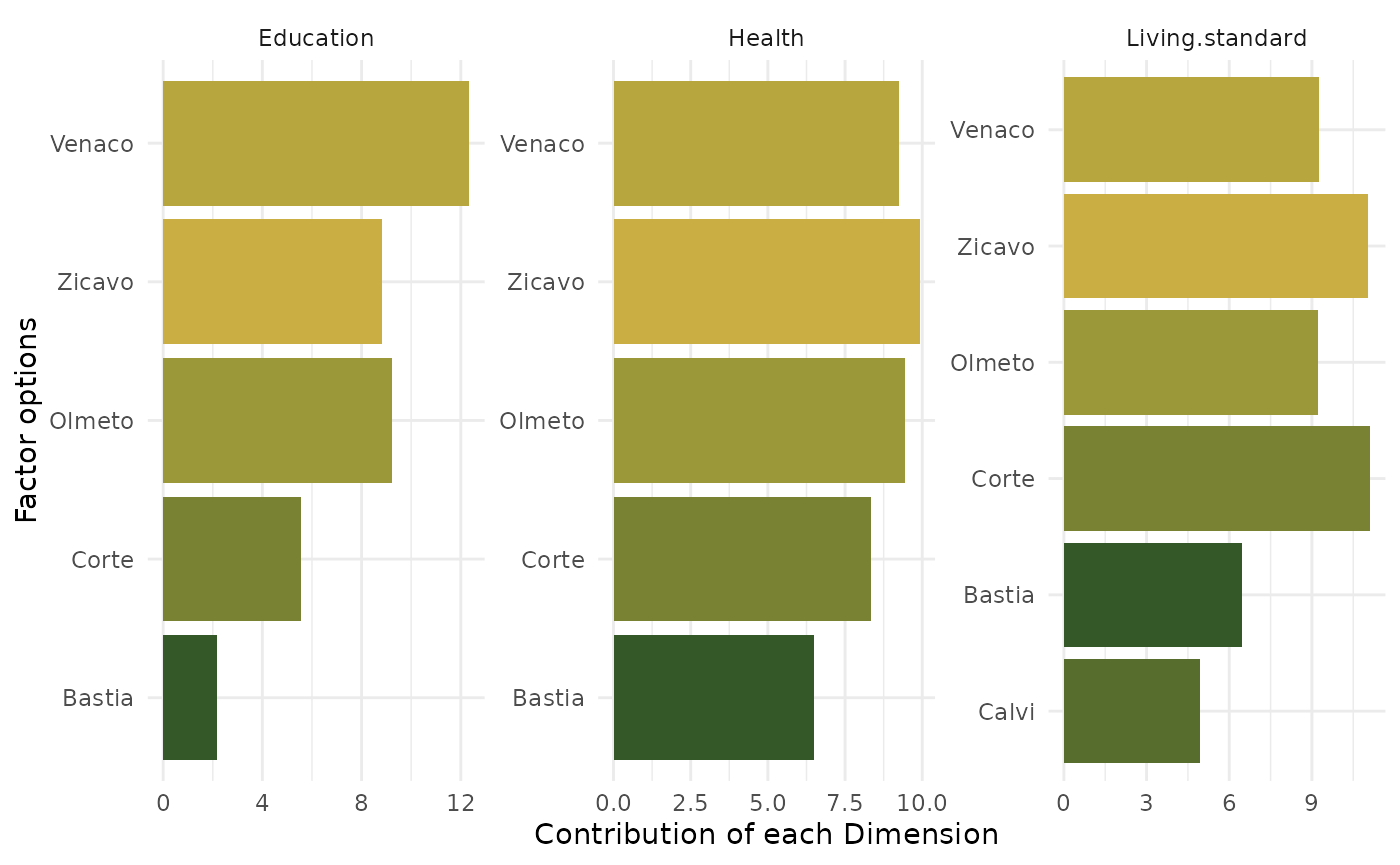 Education
Health
Living.standard
Factor options
Venaco
Zicavo
Olmeto
Corte
Bastia
0 4 8 12
Venaco
Zicavo
Olmeto
Corte
Bastia
0.0 2.5 5.0 7.5 10.0
Venaco
Zicavo
Olmeto
Corte
Bastia
Calvi
0 3 6 9
Contribution of each Dimension